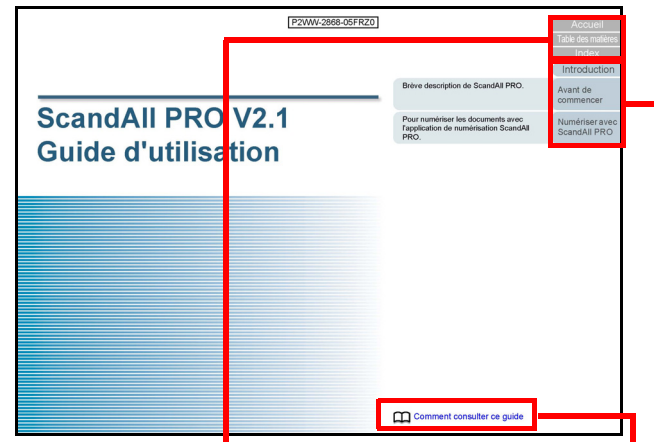 P2WW-2868-05FRZ0
Accueil
Table des matières
Index
Introduction
Brève description de ScandAll PRO.
Avant de
commencer
Pour numériser les documents avec
l'application de numérisation ScandAll
PRO.
Numériser avec
ScandAll PRO
ScandAll PRO V2.1
Guide d'utilisation
Comment consulter ce guide